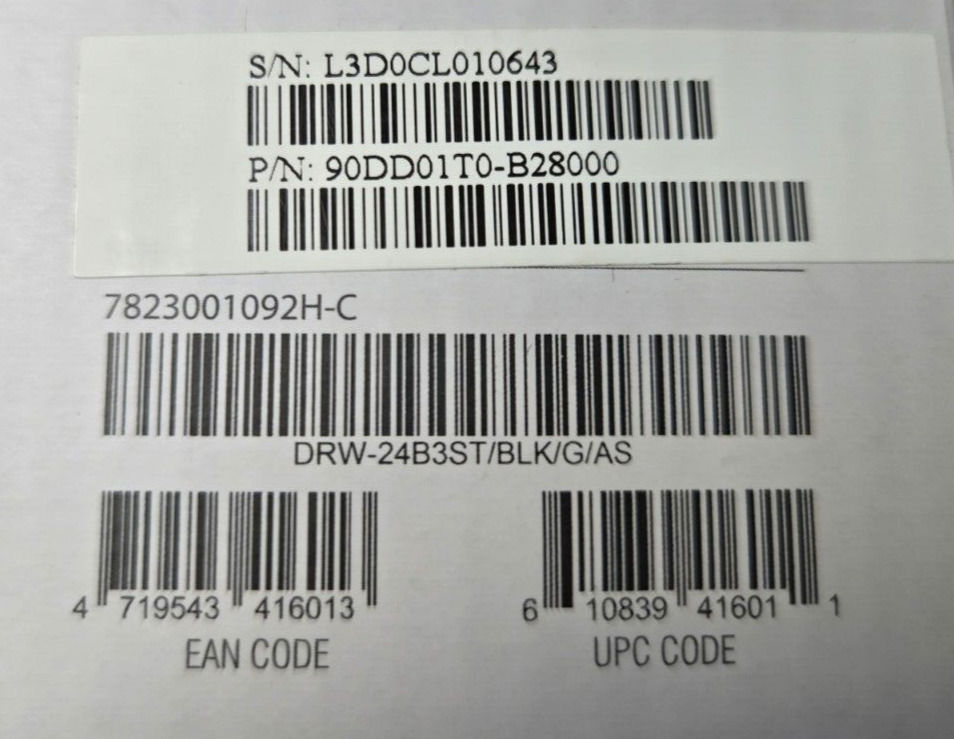 S/N: L3D0CL010643
P/N: 90DD01T0-B28000
7823001092H-C
DRW-24B3ST/BLK/G/AS
4 719543 416013
6 10839 41601 1
EAN CODE
UPC CODE